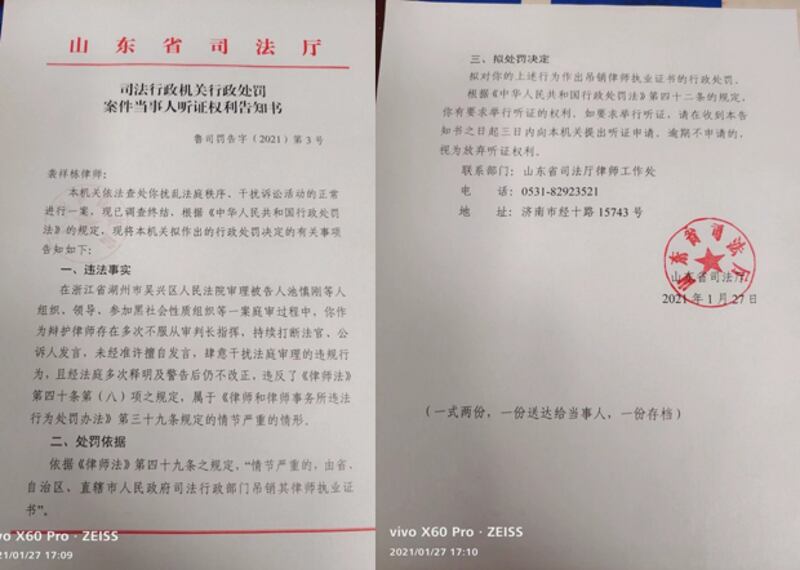 山东省司法厅
司法行政机关行政处罚
案件当事人听证权利告知书
鲁司罚告字〔2021〕第 3 号
袭祥栋律师：
本机关依法查处你扰乱法庭秩序、干扰诉讼活动的正常
进行一案，现已调查终结，根据《中华人民共和国行政处罚
法》的规定，现将本机关拟作出的行政处罚决定的有关事项
告知如下：
一、违法事实
在浙江省湖州市吴兴区人民法院审理被告人池慎刚等人
组织、领导、参加黑社会性质组织等一案庭审过程中，你作
为辩护律师存在多次不服从审判长指挥，持续打断法官、公
诉人发言，未经准许擅自发言，肆意干扰法庭审理的违规行
为，且经法庭多次释明及警告后仍不改正，违反了《律师法》
第四十条第（八）项之规定，属于《律师和律师事务所违法
行为处罚办法》第三十九条规定的情节严重的情形。
二、处罚依据
依据《律师法》第四十九条之规定，“情节严重的，由省、
自治区、直辖市人民政府司法行政部门吊销其律师执业证
书”。
vivo X60 Pro · ZEISS
2021/01/27 17:09
三、拟处罚决定
拟对你的上述行为作出吊销律师执业证书的行政处罚。
根据《中华人民共和国行政处罚法》第四十二条的规定，
你有要求举行听证的权利，如要求举行听证，请在收到本告
知书之日起三日内向本机关提出听证申请，逾期不申请的，
视为放弃听证权利。
联系部门：山东省司法厅律师工作处
电 话：0531-82923521
地 址：济南市经十路 15743 号
山东省司法厅
山东省司法厅
2021 年 1 月 27 日
（一式两份，一份送达给当事人，一份存档）
vivo X60 Pro · ZEISS
2021/01/27 17:10